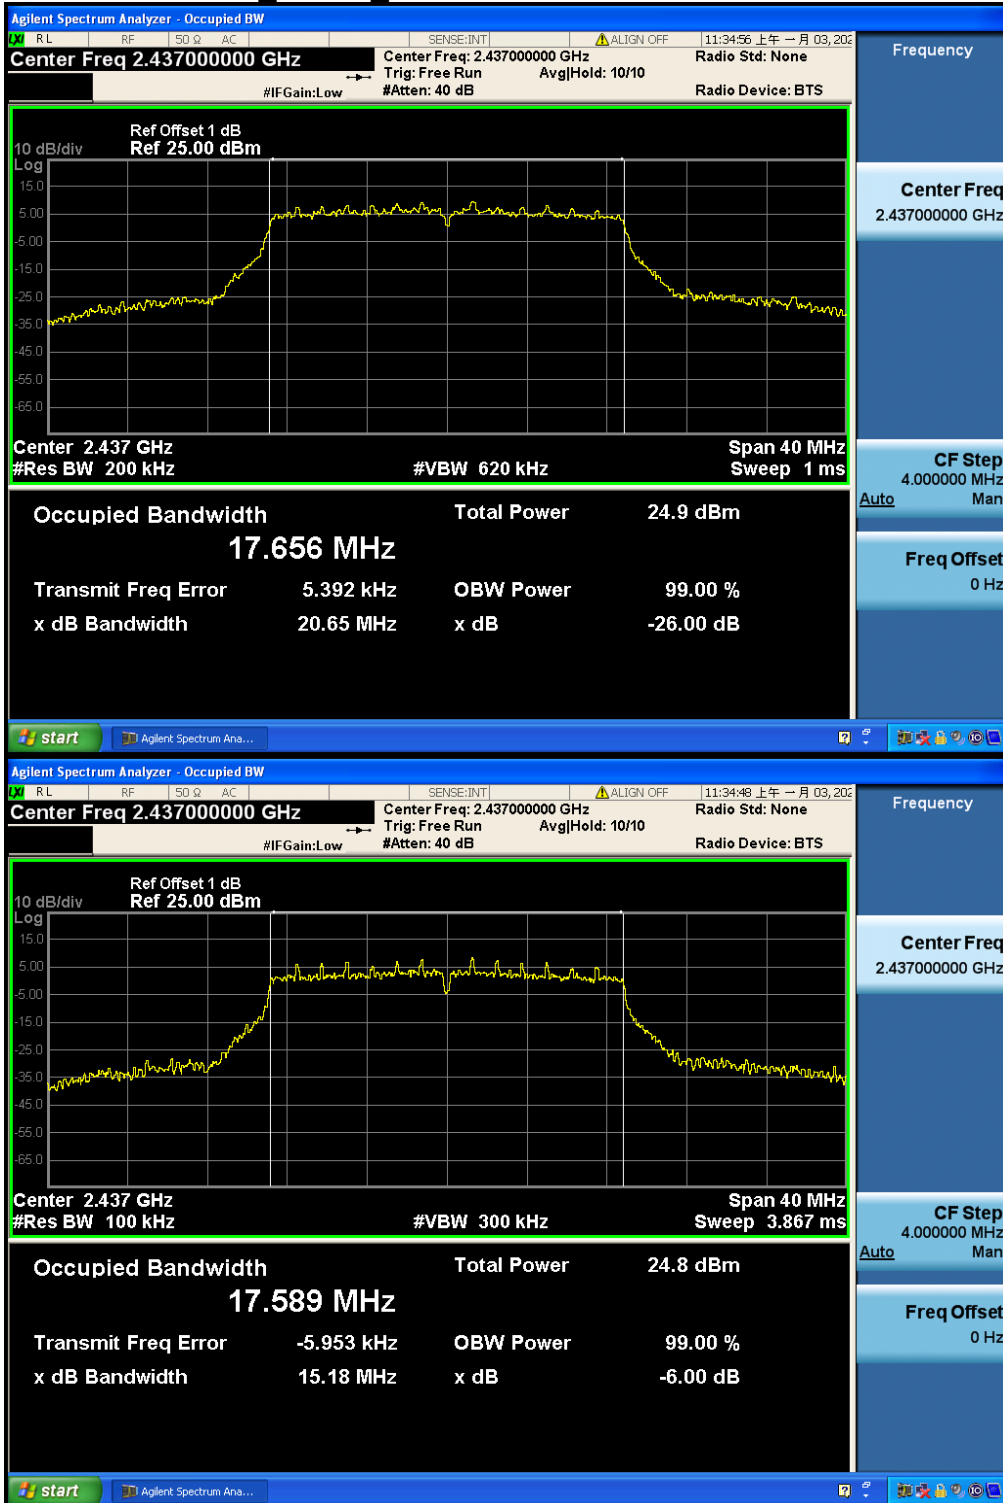 Agilent Spectrum Analyzer - Occupied BW
LXI RL RF 50 Ω AC SENSE:INT ALIGN OFF 11:34:56 上午 一月 03, 202
Center Freq 2.437000000 GHz
Center Freq: 2.437000000 GHz
Radio Std: None
Trig: Free Run Avg|Hold: 10/10
#IFGain:Low #Atten: 40 dB Radio Device: BTS
Frequency
Ref Offset 1 dB
10 dB/div Ref 25.00 dBm
Log
15.0
5.00
-5.00
-15.0
-25.0
-35.0
-45.0
-55.0
-65.0
Center 2.437 GHz Span 40 MHz
#Res BW 200 kHz #VBW 620 kHz Sweep 1 ms
Center Freq
2.437000000 GHz
CF Step
4.000000 MHz
Auto Man
Freq Offset
0 Hz
Occupied Bandwidth Total Power 24.9 dBm
17.656 MHz
Transmit Freq Error 5.392 kHz OBW Power 99.00 %
x dB Bandwidth 20.65 MHz x dB -26.00 dB
start Agilent Spectrum Ana...
Agilent Spectrum Analyzer - Occupied BW
LXI RL RF 50 Ω AC SENSE:INT ALIGN OFF 11:34:48 上午 一月 03, 202
Center Freq 2.437000000 GHz
Center Freq: 2.437000000 GHz
Radio Std: None
Trig: Free Run Avg|Hold: 10/10
#IFGain:Low #Atten: 40 dB Radio Device: BTS
Frequency
Ref Offset 1 dB
10 dB/div Ref 25.00 dBm
Log
15.0
5.00
-5.00
-15.0
-25.0
-35.0
-45.0
-55.0
-65.0
Center 2.437 GHz Span 40 MHz
#Res BW 100 kHz #VBW 300 kHz Sweep 3.867 ms
Center Freq
2.437000000 GHz
CF Step
4.000000 MHz
Auto Man
Freq Offset
0 Hz
Occupied Bandwidth Total Power 24.8 dBm
17.589 MHz
Transmit Freq Error -5.953 kHz OBW Power 99.00 %
x dB Bandwidth 15.18 MHz x dB -6.00 dB
start Agilent Spectrum Ana...